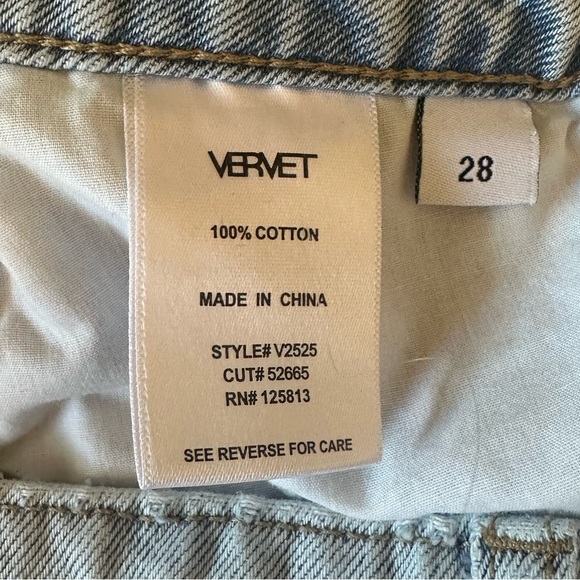 VERVET
28
100% COTTON
MADE IN CHINA
STYLE# V2525
CUT# 52665
RN# 125813
SEE REVERSE FOR CARE